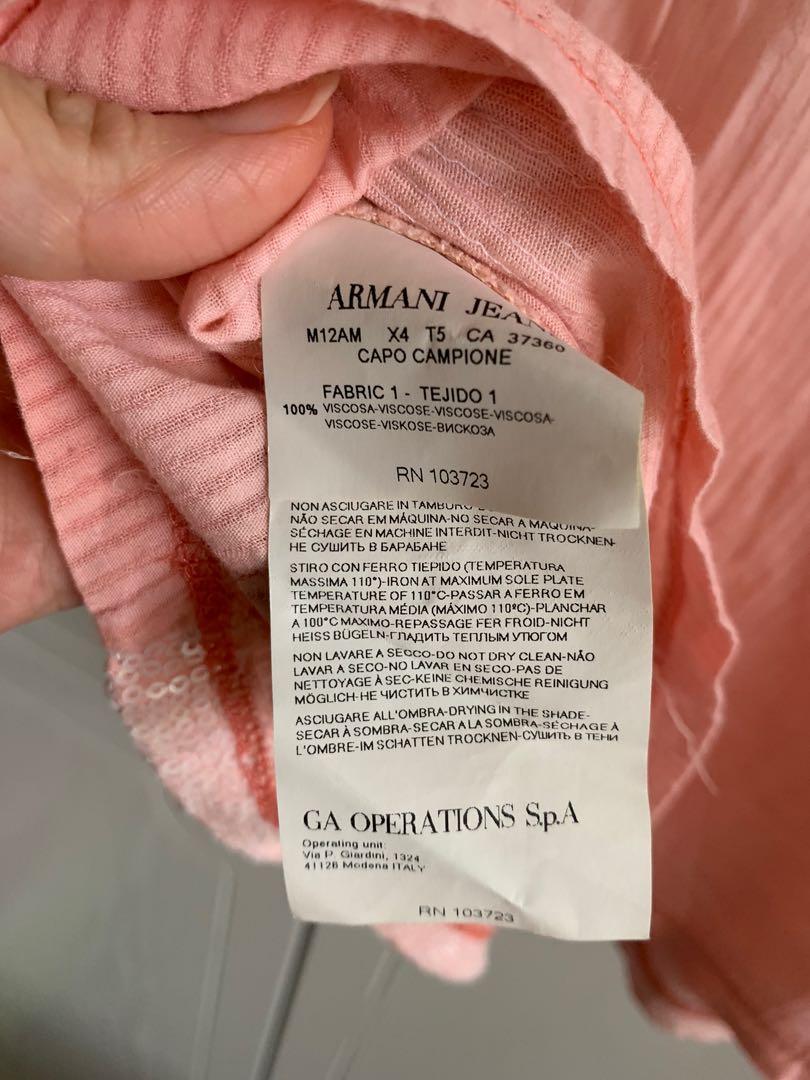 ARMANI
M12AM X4 T5 CA 37360
CAPO CAMPIONE
FABRIC 1 - TEJIDO 1
100% VISCOSA-VISCOSE-VISCOSE-VISCOSA-
VISCOSE-VISKOSE-ВИСКОЗА
RN 103723
NON ASCIUGARE IN TAMBURO
NÃO SECAR EM MÁQUINA-NO SECAR A MAQUINA-
SÉCHAGE EN MACHINE INTERDIT-NICHT TROCKNEN-
НЕ СУШИТЬ В БАРАБАНЕ
STIRO CON FERRO TIEPIDO (TEMPERATURA
MASSIMA 110°)-IRON AT MAXIMUM SOLE PLATE
TEMPERATURE OF 110°C-PASSAR A FERRO EM
TEMPERATURA MÉDIA (MÁXIMO 110ºC)-PLANCHAR
A 100°C MAXIMO-REPASSAGE FER FROID-NICHT
HEISS BÜGELN-ГЛАДИТЬ ТЕПЛЫМ УТЮГОМ
NON LAVARE A SECCO-DO NOT DRY CLEAN-NÃO
LAVAR A SECO-NO LAVAR EN SECO-PAS DE
NETTOYAGE À SEC-KEINE CHEMISCHE REINIGUNG
MÖGLICH-НЕ ЧИСТИТЬ В ХИМЧИСТКЕ
ASCIUGARE ALL'OMBRA-DRYING IN THE SHADE-
SECAR À SOMBRA-SECAR A LA SOMBRA-SÉCHAGE À
L'OMBRE-IM SCHATTEN TROCKNEN-СУШИТЬ В ТЕНИ
GA OPERATIONS S.p.A
Operating unit:
Via P. Giardini, 1324
41126 Modena ITALY
RN 103723